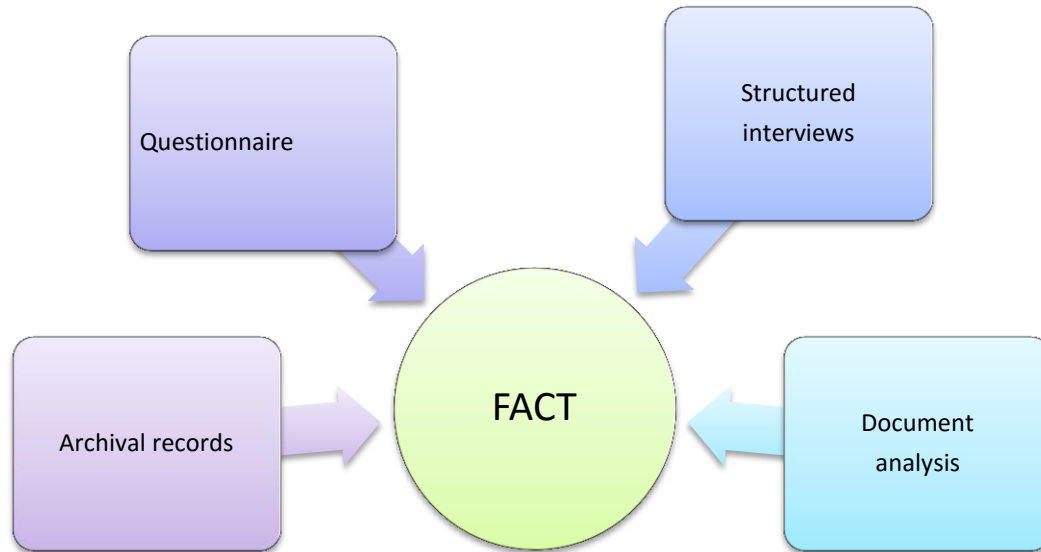 Questionnaire
Structured
interviews
FACT
Archival records
Document
analysis